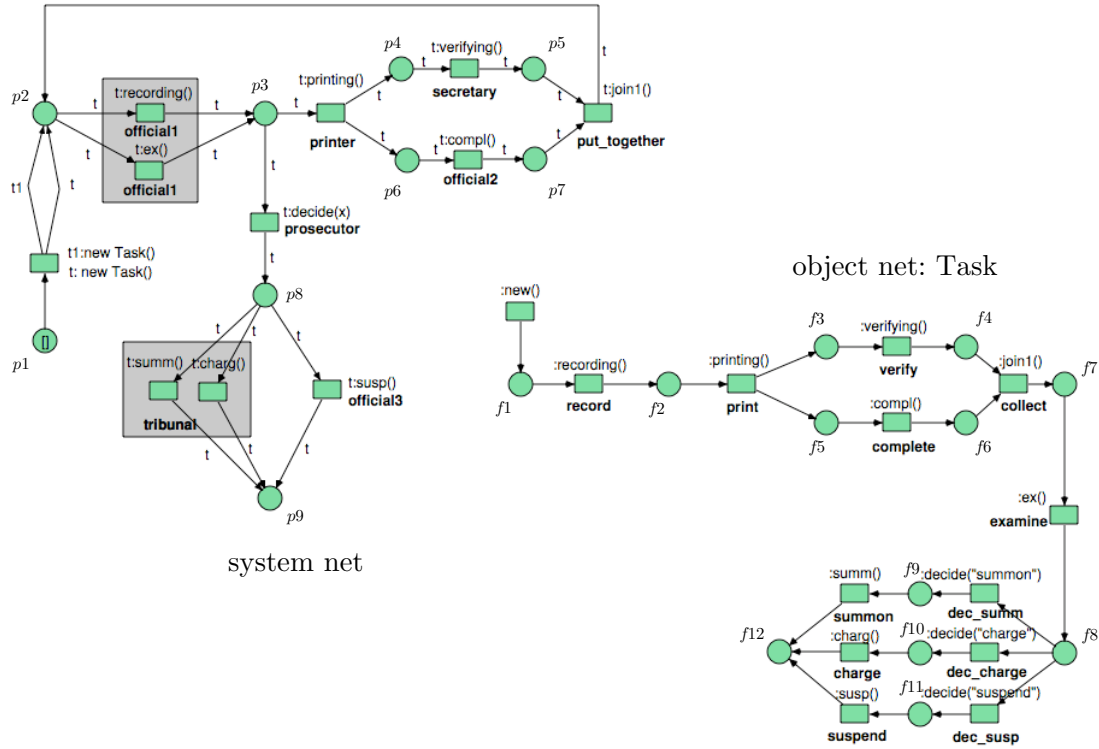 p4
t:verifying()
p5
t
t
t
secretary
t:printing()
t
t
t:join1()
put_together
p2
t
t:recording()
official1
t
p3
t
printer
t
t
t:ex()
official1
t
t
t:compl()
t
t
official2
p6
p7
t1
t
t
t:decide(x)
prosecutor
t
t1:new Task()
t: new Task()
p8
[]
p1
t
t
t
t:summ()
t:charg()
tribunal
t:susp()
official3
t
t
t
p9
system net
object net: Task
:new()
f1
:recording()
record
f2
:printing()
print
f3
:verifying()
verify
f4
:join1()
collect
f7
:compl()
complete
f5
f6
:ex()
examine
:summ()
summon
f9
:decide("summon")
dec_summ
f12
:charg()
charge
f10
:decide("charge")
dec_charge
f8
:susp()
suspend
f11
:decide("suspend")
dec_susp